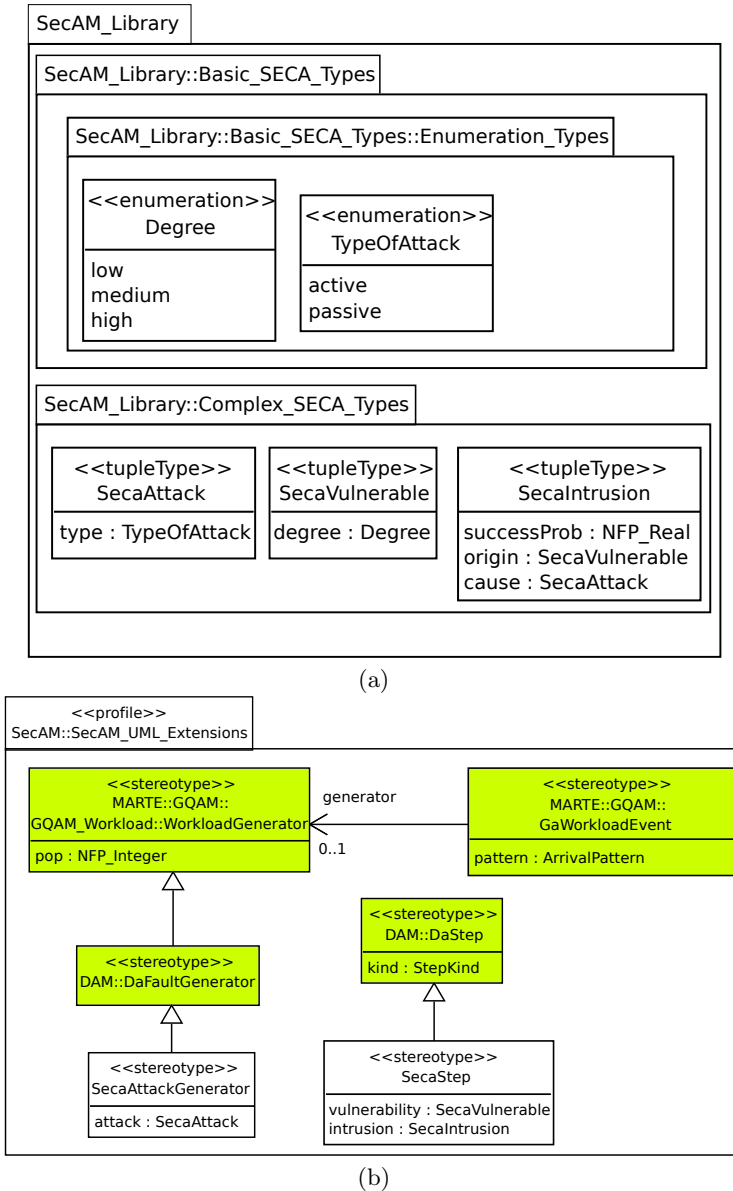 SecAM_Library
SecAM_Library::Basic_SECA_Types
SecAM_Library::Basic_SECA_Types::Enumeration_Types
<<enumeration>>
Degree
low
medium
high
<<enumeration>>
TypeOfAttack
active
passive
SecAM_Library::Complex_SECA_Types
<<tupleType>>
SecaAttack
type : TypeOfAttack
<<tupleType>>
SecaVulnerable
degree : Degree
<<tupleType>>
SecaIntrusion
successProb : NFP_Real
origin : SecaVulnerable
cause : SecaAttack
(a)
<<profile>>
SecAM::SecAM_UML_Extensions
<<stereotype>>
MARTE::GQAM::
GQAM_Workload::WorkloadGenerator
pop : NFP_Integer
generator
0..1
<<stereotype>>
MARTE::GQAM::
GaWorkloadEvent
pattern : ArrivalPattern
<<stereotype>>
DAM::DaFaultGenerator
<<stereotype>>
DAM::DaStep
kind : StepKind
<<stereotype>>
SecaAttackGenerator
attack : SecaAttack
<<stereotype>>
SecaStep
vulnerability : SecaVulnerable
intrusion : SecaIntrusion
(b)